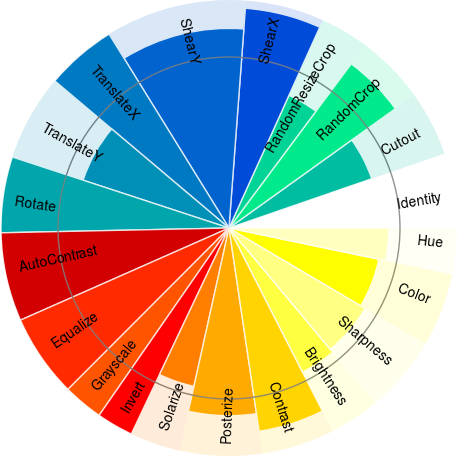 ShearY
ShearX
RandomResizeCrop
RandomCrop
Cutout
Identity
Hue
Color
Sharpness
Brightness
Contrast
Posterize
Solarize
Invert
Grayscale
Equalize
AutoContrast
Rotate
TranslateY
TranslateX